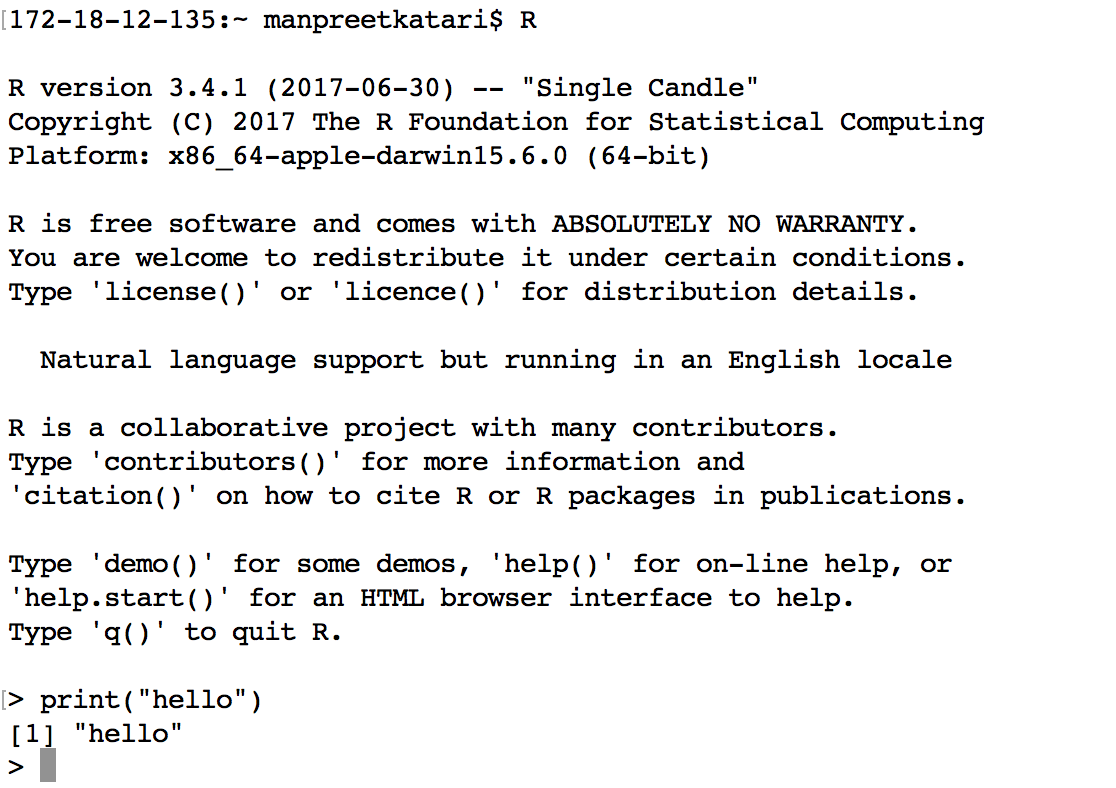 [172-18-12-135:~ manpreetkatari$ R
R version 3.4.1 (2017-06-30) -- "Single Candle"
Copyright (C) 2017 The R Foundation for Statistical Computing
Platform: x86_64-apple-darwin15.6.0 (64-bit)
R is free software and comes with ABSOLUTELY NO WARRANTY.
You are welcome to redistribute it under certain conditions.
Type 'license()' or 'licence()' for distribution details.
Natural language support but running in an English locale
R is a collaborative project with many contributors.
Type 'contributors()' for more information and
'citation()' on how to cite R or R packages in publications.
Type 'demo()' for some demos, 'help()' for on-line help, or
'help.start()' for an HTML browser interface to help.
Type 'q()' to quit R.
[> print("hello")
[1] "hello"
>